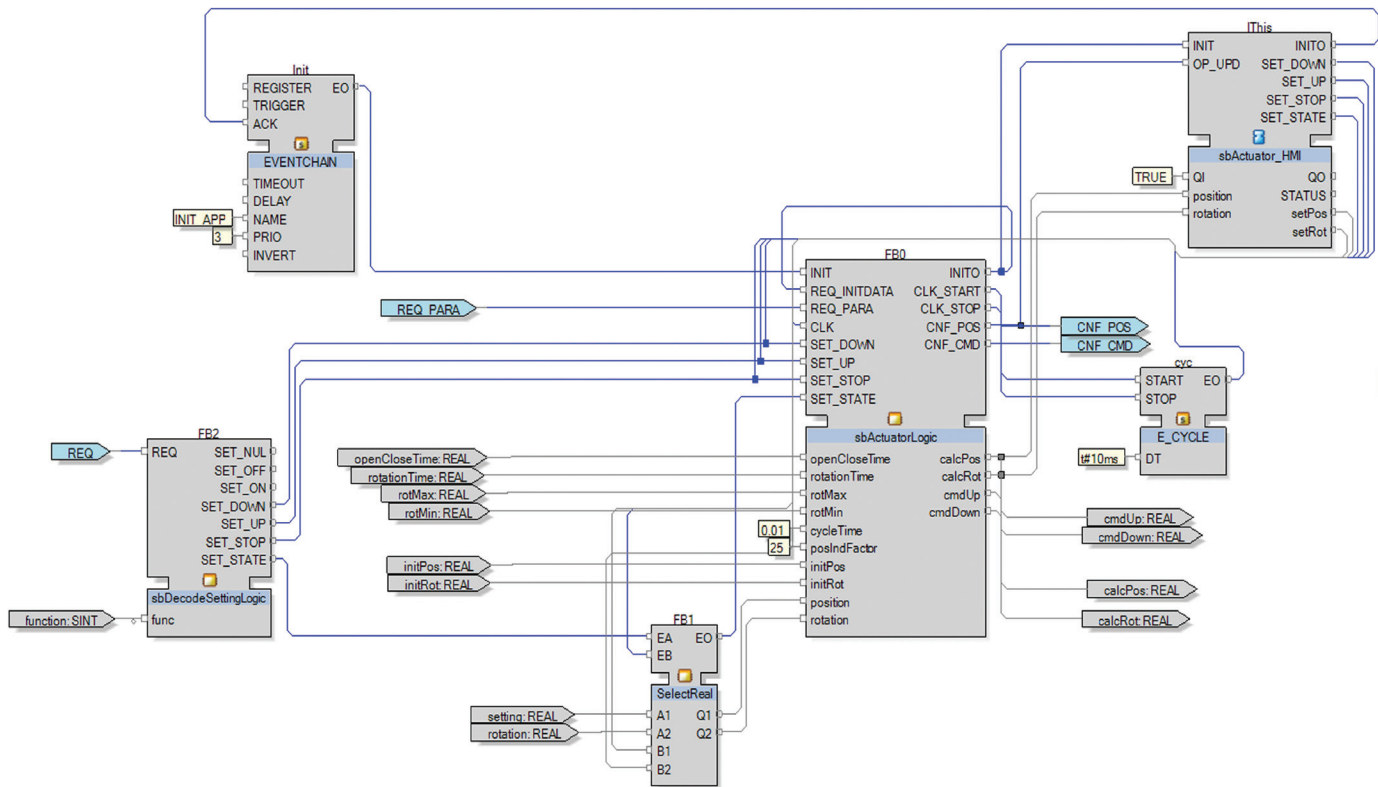 IThis
INIT INITO
OP_UPD SET_DOWN
SET_UP
SET_STOP
SET_STATE
sbActuator_HMI
TRUE
QI QO
position STATUS
rotation setPos
setRot
Init
REGISTER EO
TRIGGER
ACK
EVENTCHAIN
TIMEOUT
DELAY
INIT_APP
NAME
3
PRIO
INVERT
FB0
INIT INITO
REQ_INITDATA CLK_START
REQ_PARA
REQ_PARA CLK_STOP
CLK CNF_POS
SET_DOWN CNF_CMD
SET_UP
SET_STOP
SET_STATE
sbActuatorLogic
openCloseTime calcPos
rotationTime calcRot
rotMax cmdUp
rotMin cmdDown
cycleTime
posIndFactor
initPos
initRot
position
rotation
CNF_POS
CNF_CMD
cyc
START EO
STOP
E_CYCLE
t#10ms
DT
FB2
REQ
REQ SET_NUL
SET_OFF
SET_ON
SET_DOWN
SET_UP
SET_STOP
SET_STATE
sbDecodeSettingLogic
function: SINT
func
openCloseTime: REAL
rotationTime: REAL
rotMax: REAL
rotMin: REAL
0.01
25
initPos: REAL
initRot: REAL
cmdUp: REAL
cmdDown: REAL
calcPos: REAL
calcRot: REAL
FB1
EA EO
EB
SelectReal
setting: REAL
A1 Q1
rotation: REAL
A2 Q2
B1
B2